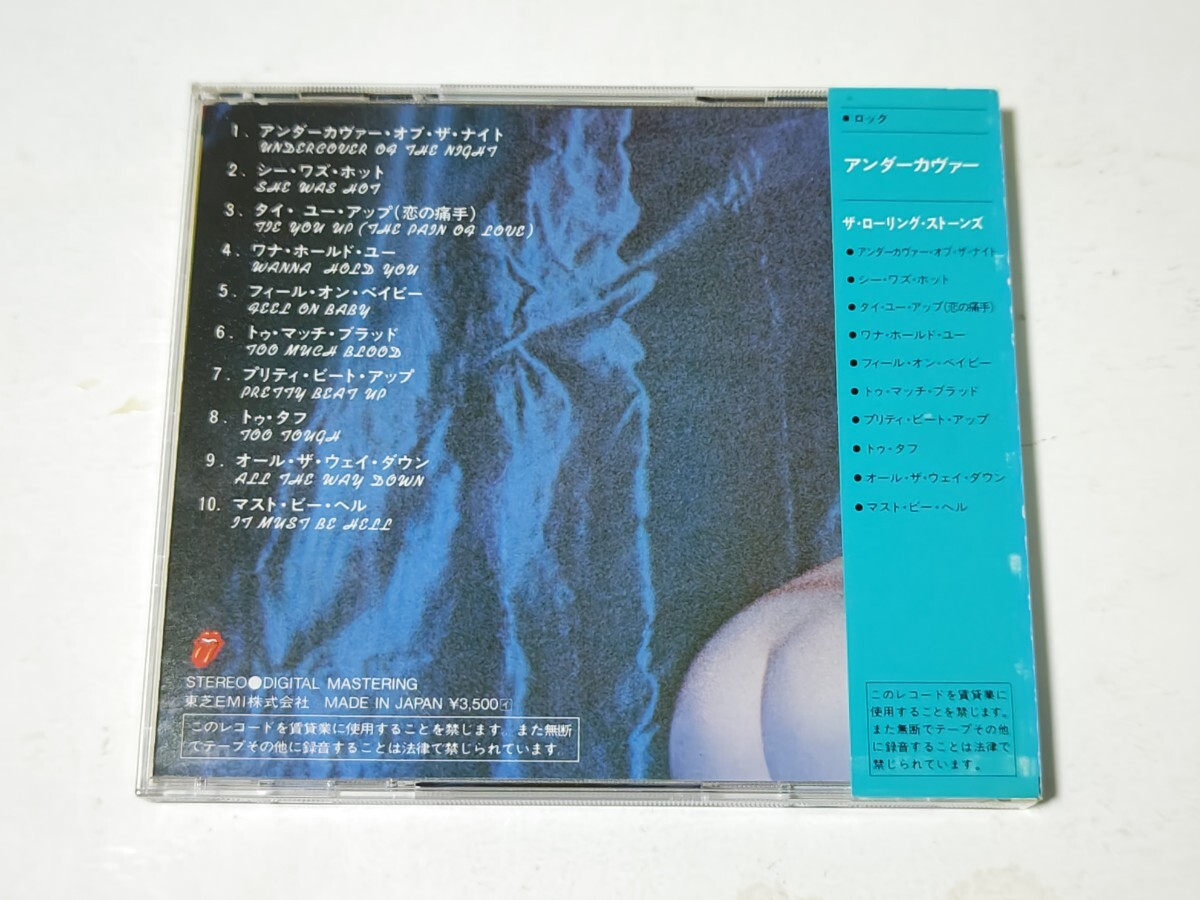 1. アンダーカヴァー・オブ・ザ・ナイト
UNDERCOVER OF THE NIGHT
2. シー・ワズ・ホット
SHE WAS HOT
3. タイ・ユー・アップ(恋の痛手)
TIE YOU UP (THE PAIN OF LOVE)
4. ワナ・ホールド・ユー
WANNA HOLD YOU
5. フィール・オン・ベイビー
FEEL ON BABY
6. トゥ・マッチ・ブラッド
TOO MUCH BLOOD
7. プリティ・ビート・アップ
PRETTY BEAT UP
8. トゥ・タフ
TOO TOUGH
9. オール・ザ・ウェイ・ダウン
ALL THE WAY DOWN
10. マスト・ビー・ヘル
IT MUST BE HELL
STEREO●DIGITAL MASTERING
東芝EMI株式会社 MADE IN JAPAN ¥3,500イ
このレコードを賃貸業に使用することを禁じます。また無断
でテープその他に録音することは法律で禁じられています。
●ロック
アンダーカヴァー
ザ・ローリング・ストーンズ
●アンダーカヴァー・オブ・ザ・ナイト
●シー・ワズ・ホット
●タイ・ユー・アップ(恋の痛手)
●ワナ・ホールド・ユー
●フィール・オン・ベイビー
●トゥ・マッチ・ブラッド
●プリティ・ビート・アップ
●トゥ・タフ
●オール・ザ・ウェイ・ダウン
●マスト・ビー・ヘル
このレコードを賃貸業に
使用することを禁じます。
また無断でテープその他
に録音することは法律で
禁じられています。